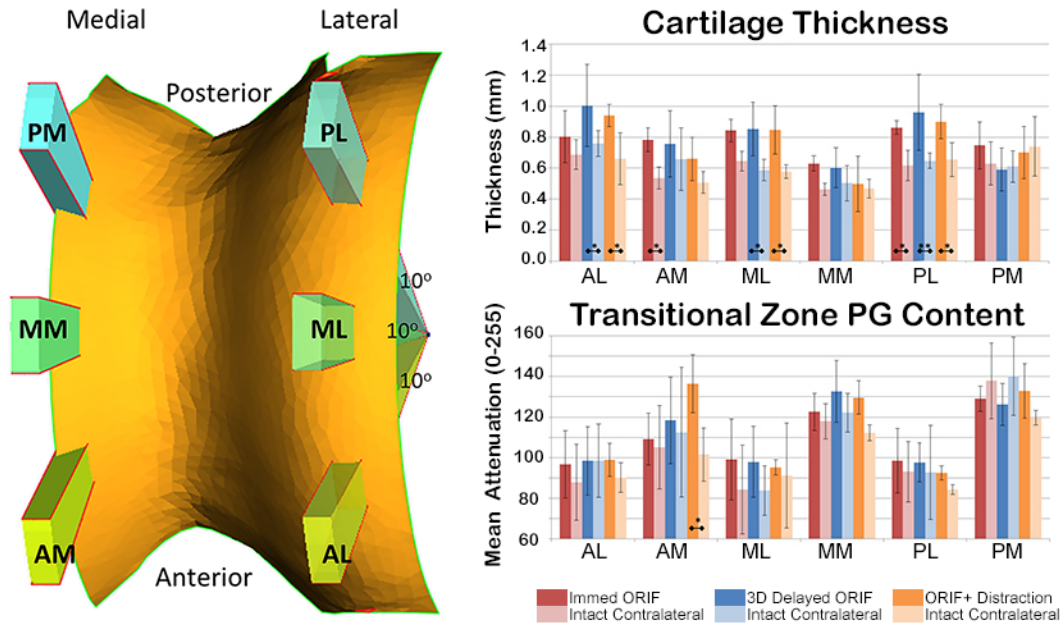 Medial Lateral
Posterior
PM PL
10º
MM ML 10º
10º
AM AL
Anterior
Cartilage Thickness
Thickness (mm)
1.4
1.2
1.0
0.8
0.6
0.4
0.2
0.0
AL AM ML MM PL PM
Transitional Zone PG Content
Mean Attenuation (0-255)
160
140
120
100
80
60
AL AM ML MM PL PM
Immed ORIF 3D Delayed ORIF ORIF+ Distraction
Intact Contralateral Intact Contralateral Intact Contralateral